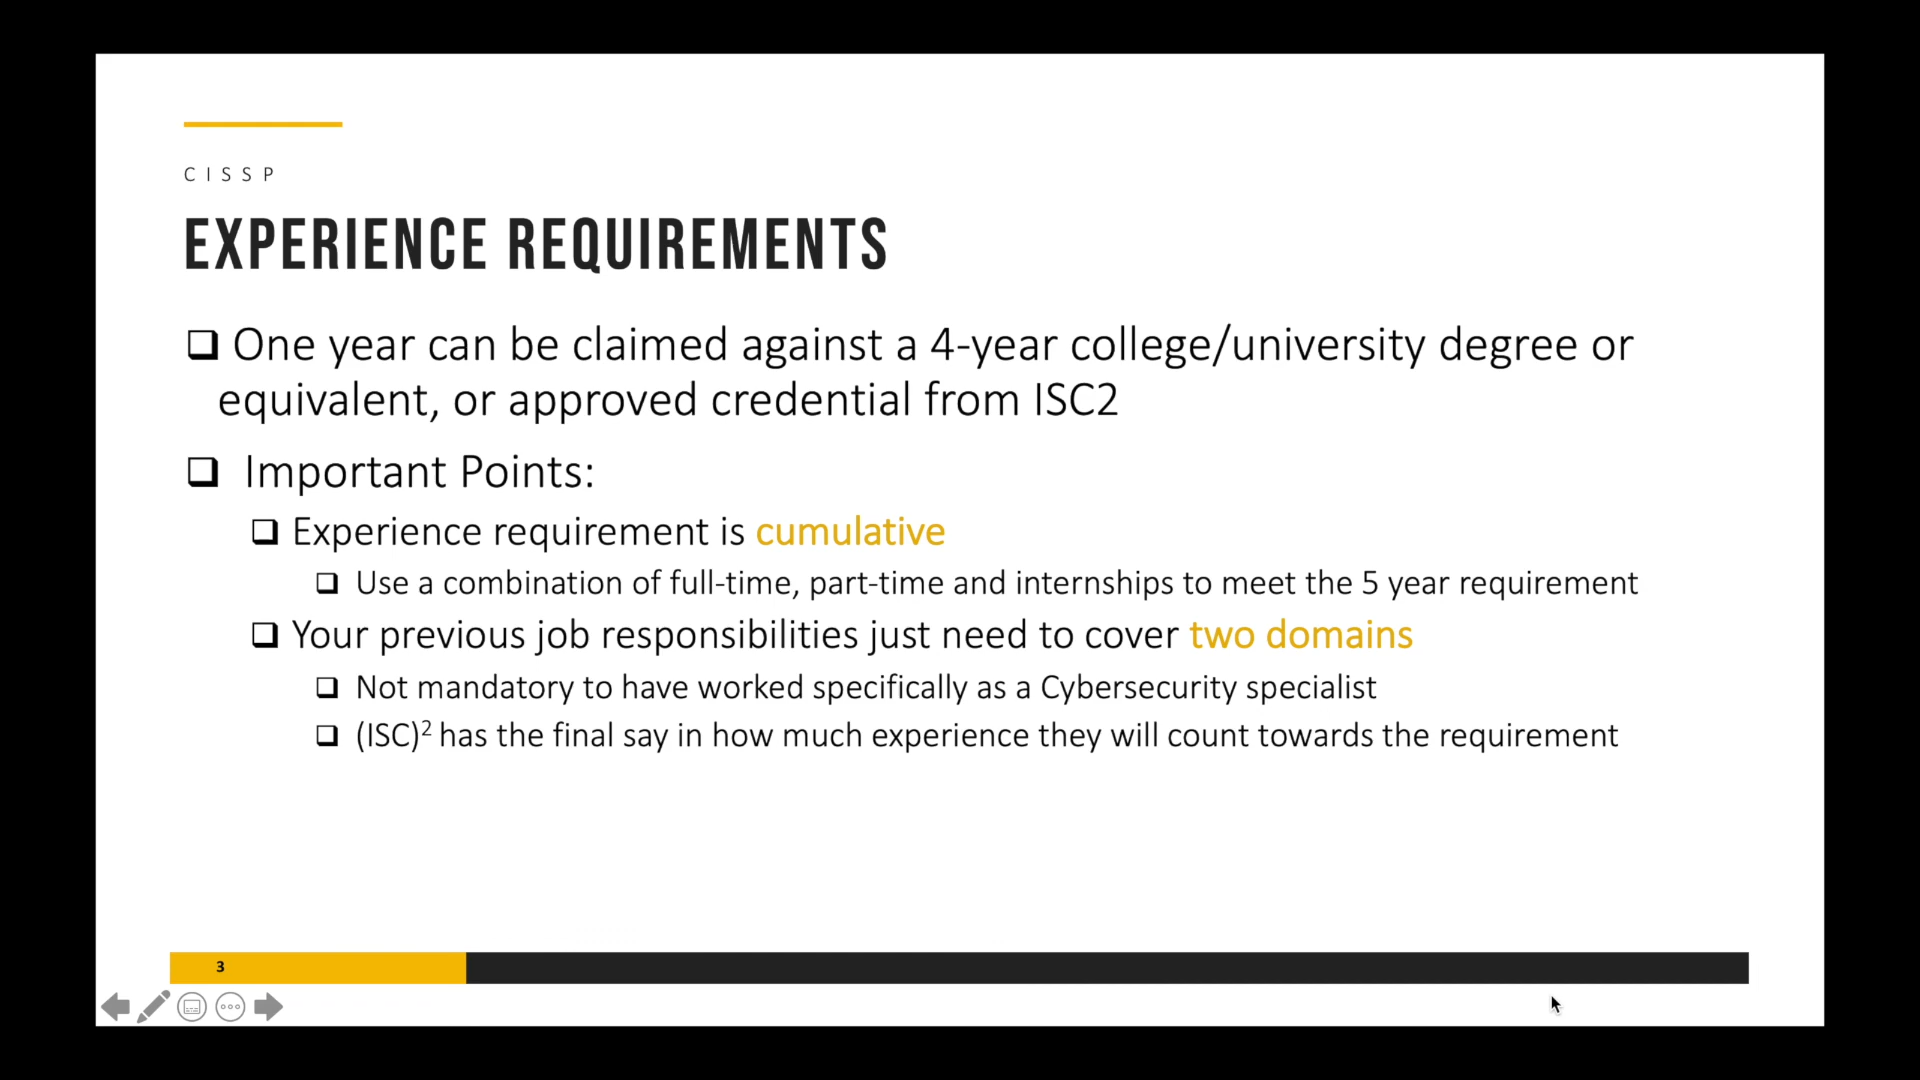 CISSP
EXPERIENCE REQUIREMENTS
One year can be claimed against a 4-year college/university degree or
equivalent, or approved credential from ISC2
Important Points:
Experience requirement is cumulative
Use a combination of full-time, part-time and internships to meet the 5 year requirement
Your previous job responsibilities just need to cover two domains
Not mandatory to have worked specifically as a Cybersecurity specialist
(ISC)² has the final say in how much experience they will count towards the requirement
3